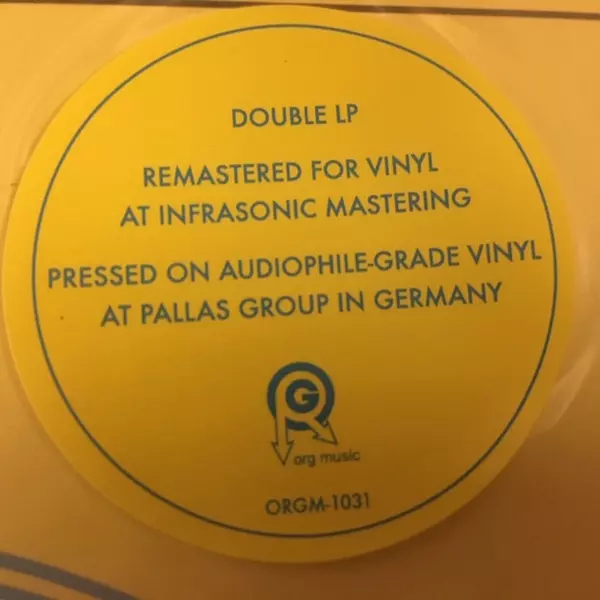 DOUBLE LP
REMASTERED FOR VINYL
AT INFRASONIC MASTERING
PRESSED ON AUDIOPHILE-GRADE VINYL
AT PALLAS GROUP IN GERMANY
RG
org music
ORGM-1031